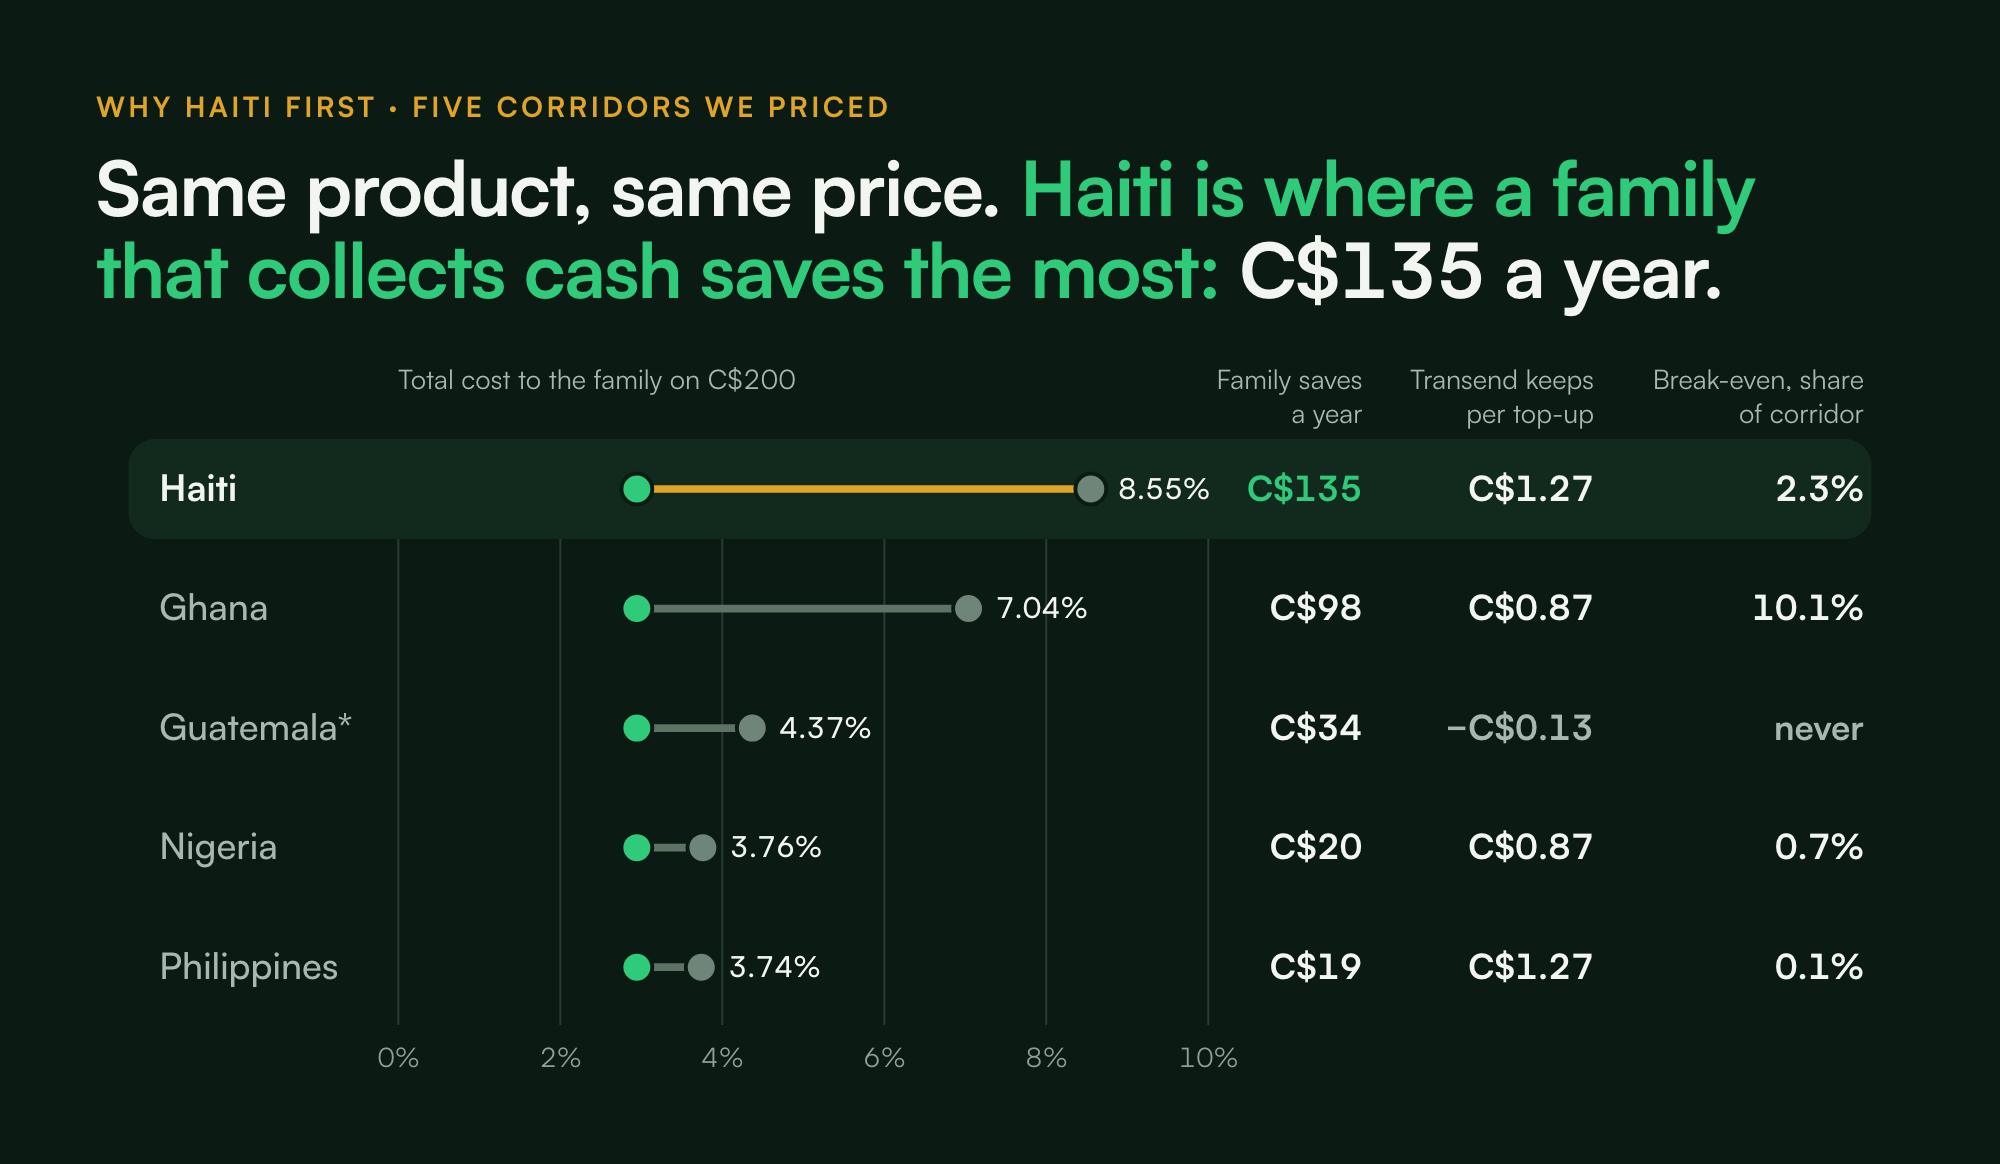 WHY HAITI FIRST · FIVE CORRIDORS WE PRICED
Same product, same price. Haiti is where a family
that collects cash saves the most: C$135 a year.
Total cost to the family on C$200
Family saves
a year
Transend keeps
per top-up
Break-even, share
of corridor
Haiti 8.55% C$135 C$1.27 2.3%
Ghana 7.04% C$98 C$0.87 10.1%
Guatemala* 4.37% C$34 −C$0.13 never
Nigeria 3.76% C$20 C$0.87 0.7%
Philippines 3.74% C$19 C$1.27 0.1%
0% 2% 4% 6% 8% 10%